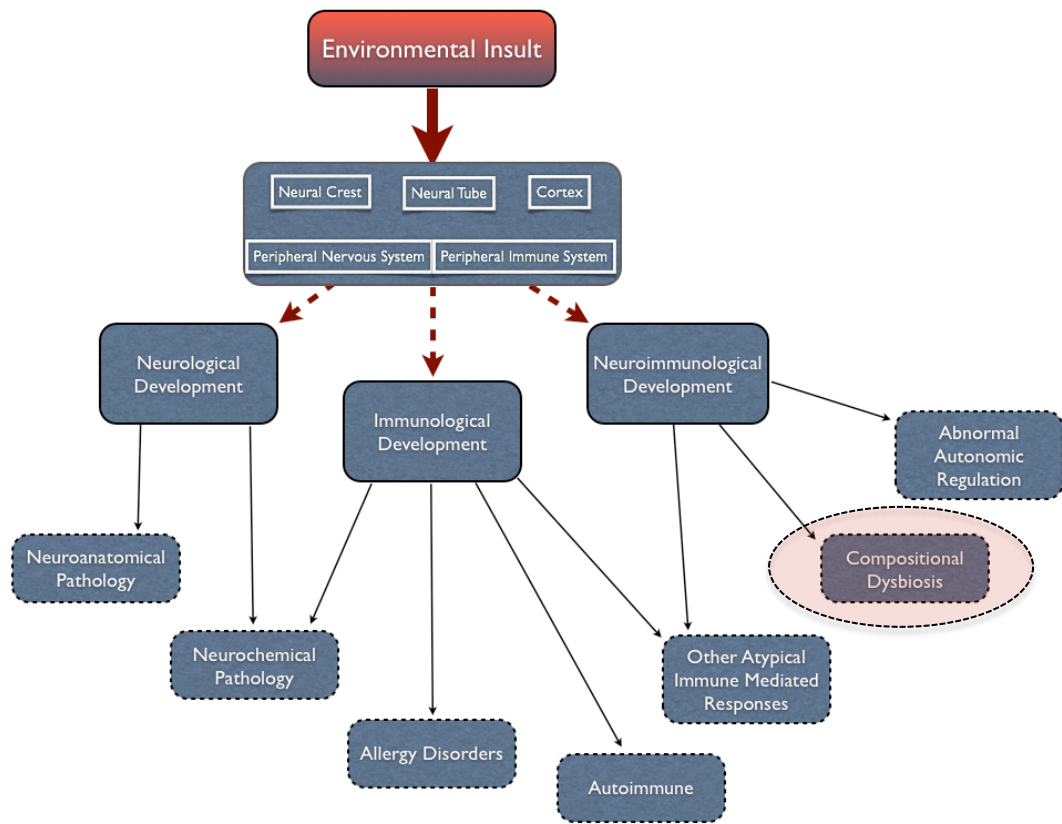 Environmental Insult
Neural Crest
Neural Tube
Cortex
Peripheral Nervous System
Peripheral Immune System
Neurological
Development
Immunological
Development
Neuroimmunological
Development
Abnormal
Autonomic
Regulation
Neuroanatomical
Pathology
Compositional
Dysbiosis
Neurochemical
Pathology
Other Atypical
Immune Mediated
Responses
Allergy Disorders
Autoimmune